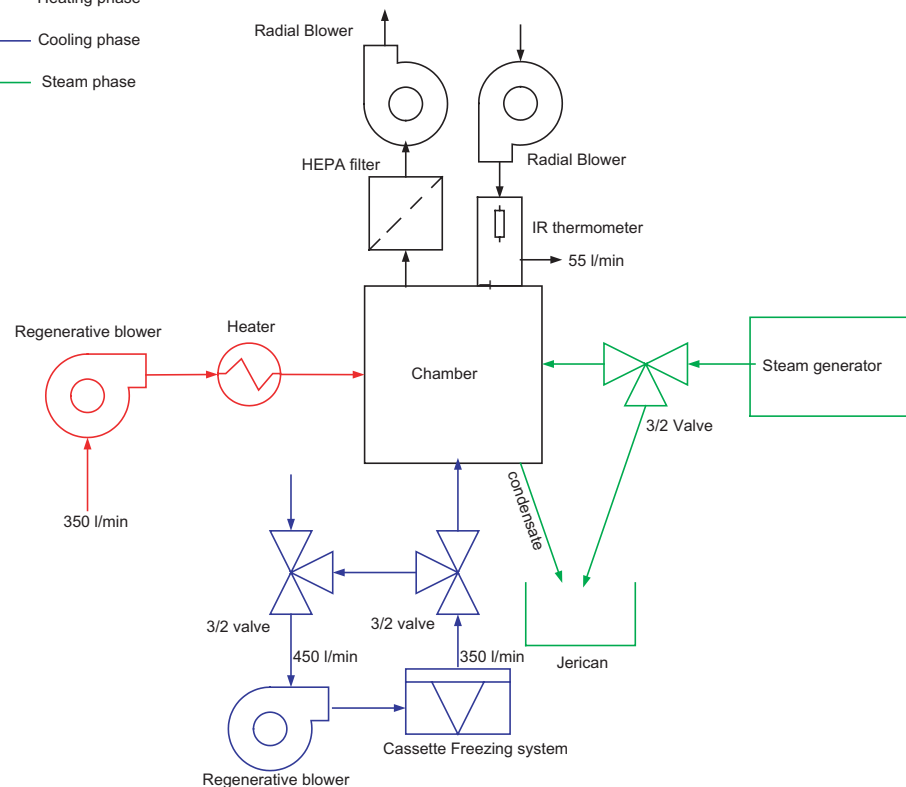 Heating phase
Cooling phase
Steam phase
Radial Blower
Radial Blower
HEPA filter
IR thermometer
55 l/min
Regenerative blower
Heater
Chamber
Steam generator
3/2 Valve
350 l/min
condensate
3/2 valve
3/2 valve
450 l/min
350 l/min
Jerican
Cassette Freezing system
Regenerative blower